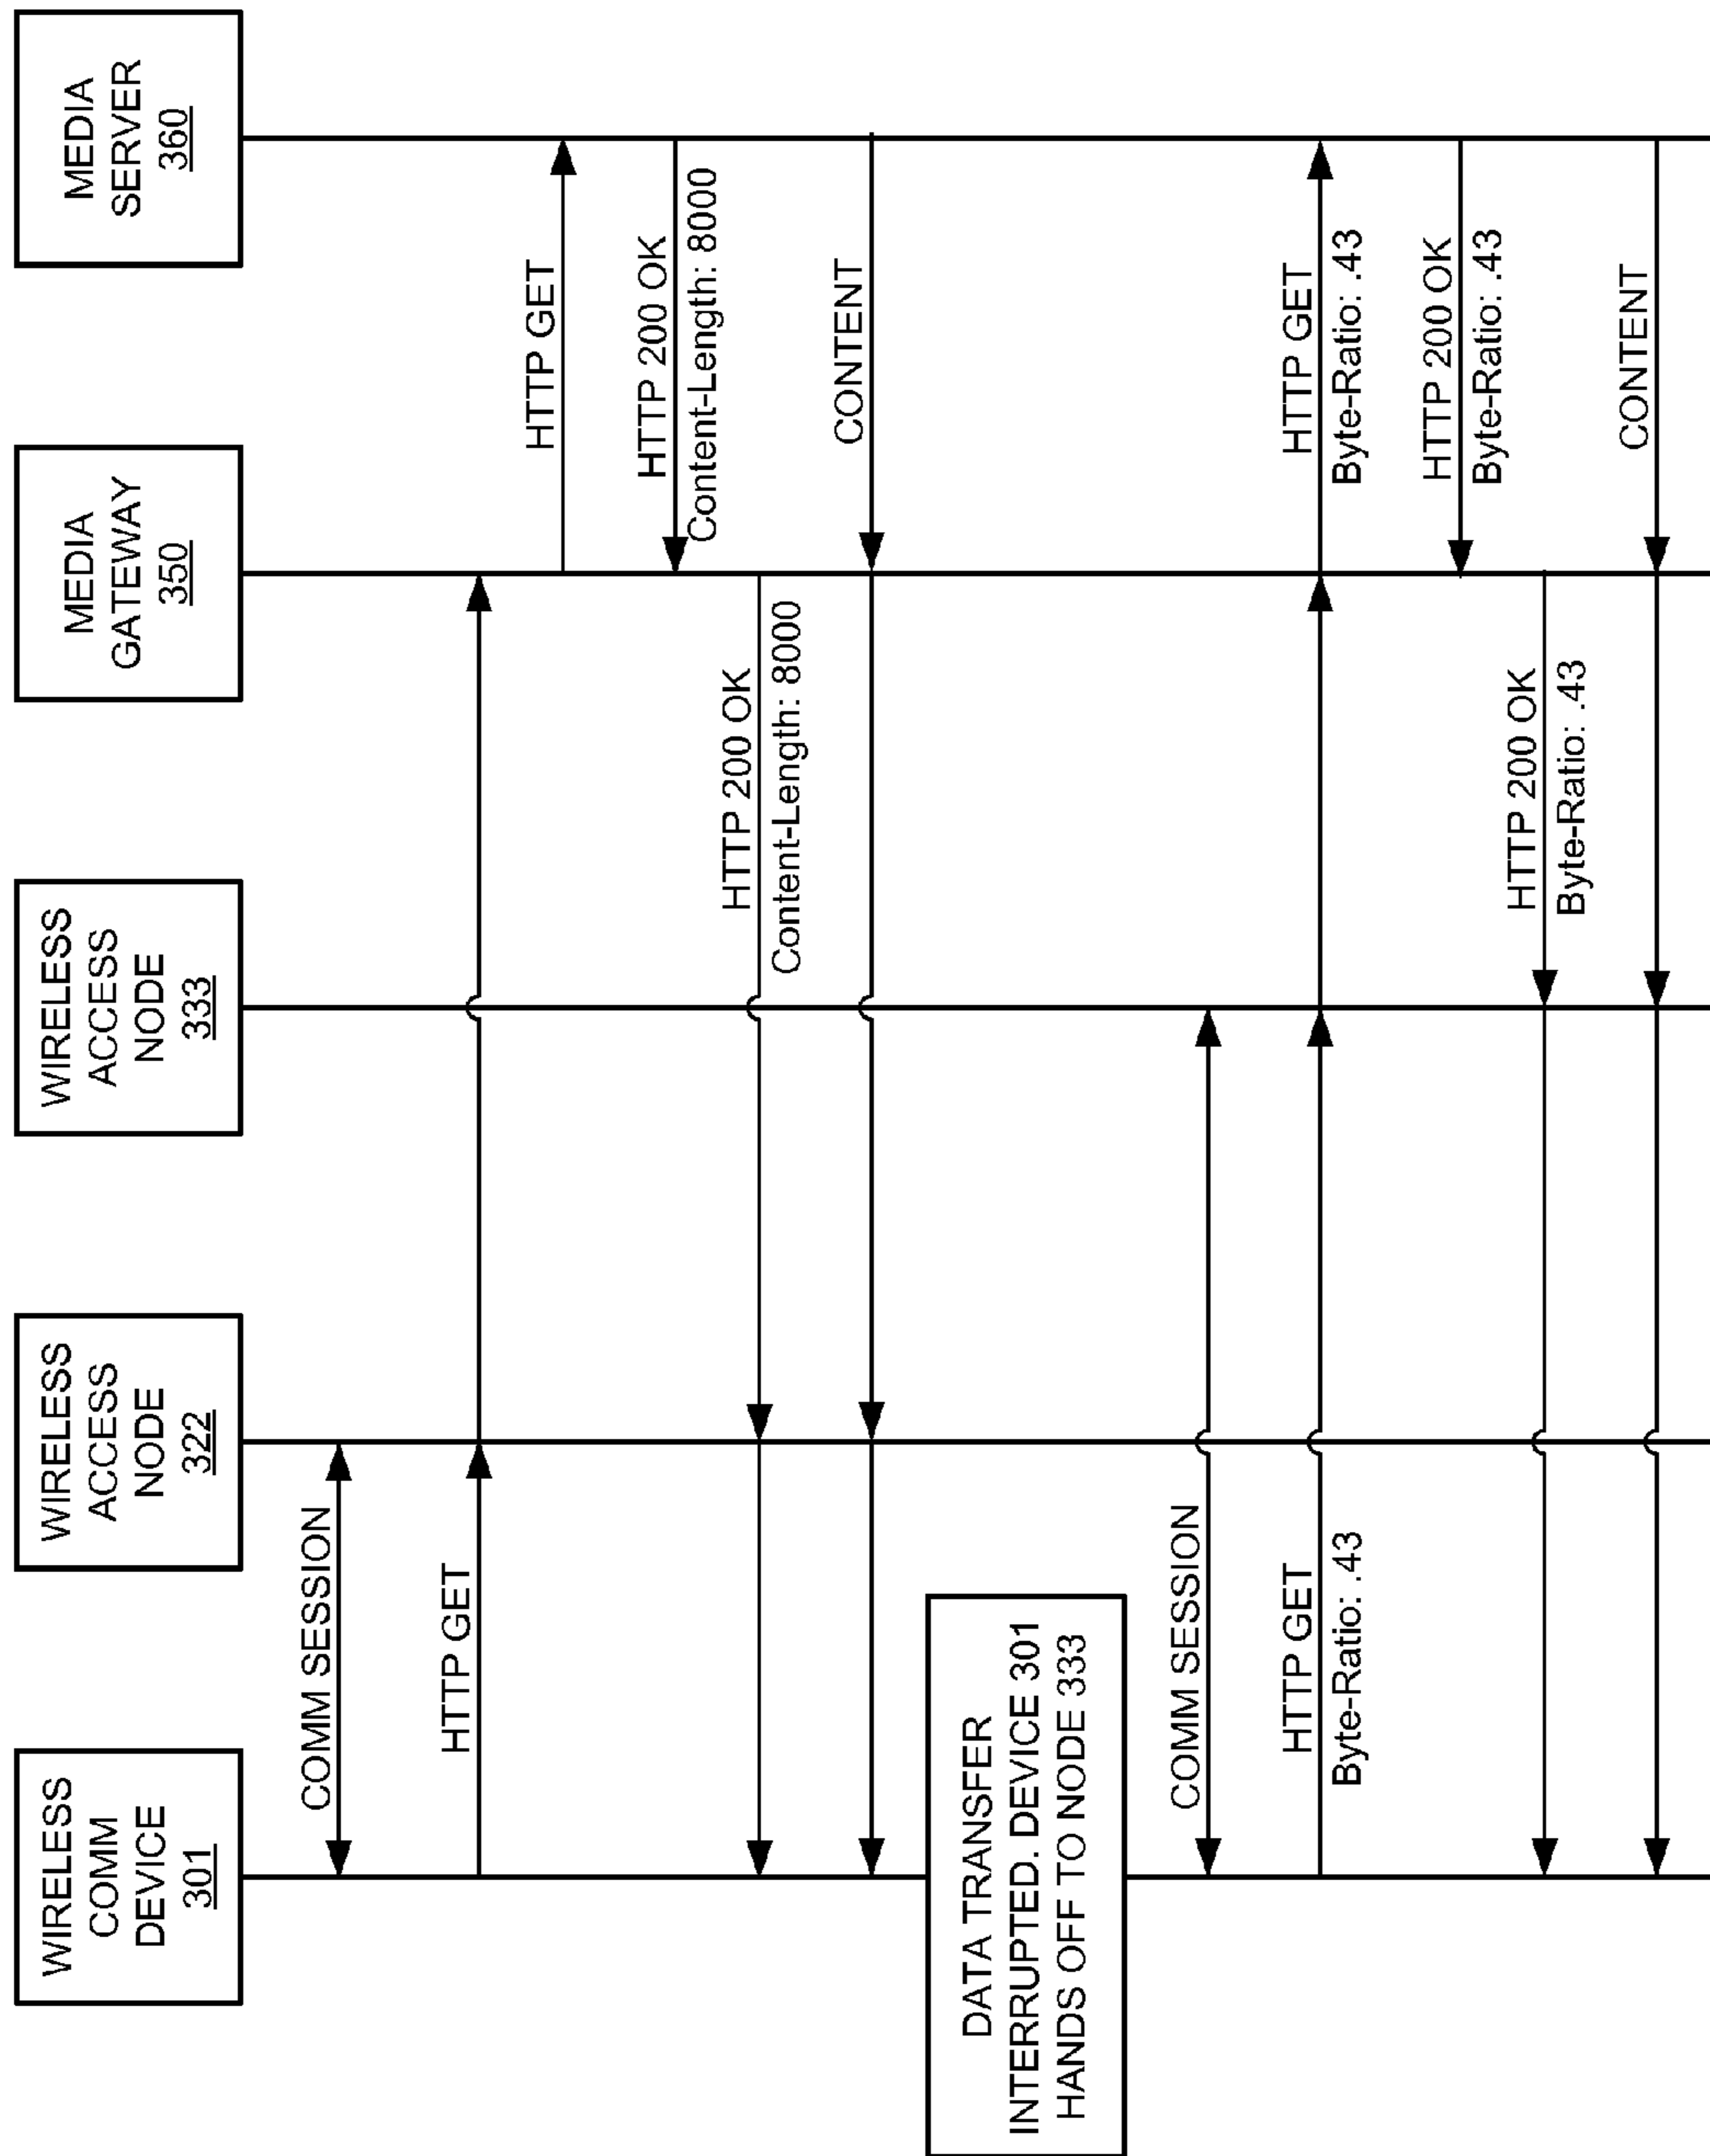 WIRELESS
COMM
DEVICE
301
WIRELESS
ACCESS
NODE
322
WIRELESS
ACCESS
NODE
333
MEDIA
GATEWAY
350
MEDIA
SERVER
360
COMM SESSION
HTTP GET
HTTP GET
HTTP 200 OK
Content-Length: 8000
HTTP 200 OK
Content-Length: 8000
CONTENT
DATA TRANSFER
INTERRUPTED. DEVICE 301
HANDS OFF TO NODE 333
COMM SESSION
HTTP GET
Byte-Ratio: .43
HTTP GET
Byte-Ratio: .43
HTTP 200 OK
Byte-Ratio: .43
HTTP 200 OK
Byte-Ratio: .43
CONTENT